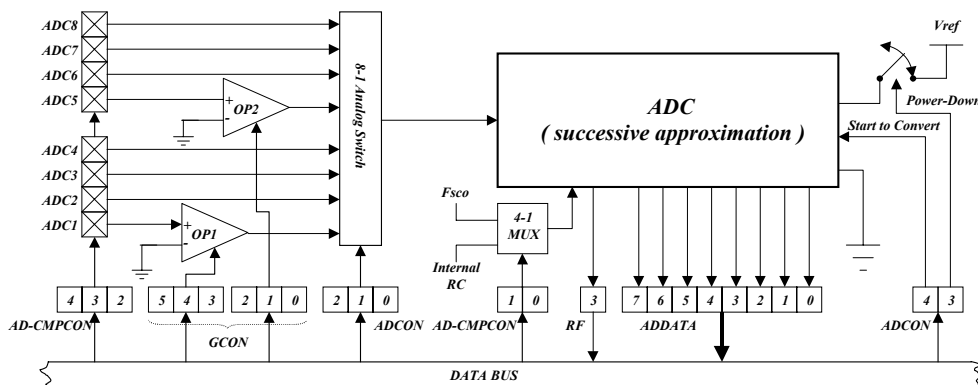 ADC8
ADC7
ADC6
ADC5
ADC4
ADC3
ADC2
ADC1
+
-
OP2
+
-
OP1
8-1 Analog Switch
ADC
( successive approximation )
Vref
Power-Down
Start to Convert
Fsco
4-1
MUX
Internal
RC
4 3 2
5 4 3
2 1 0
2 1 0
1 0
3
7 6 5 4 3 2 1 0
4 3
AD-CMPCON
GCON
ADCON
AD-CMPCON
RF
ADDATA
ADCON
DATA BUS